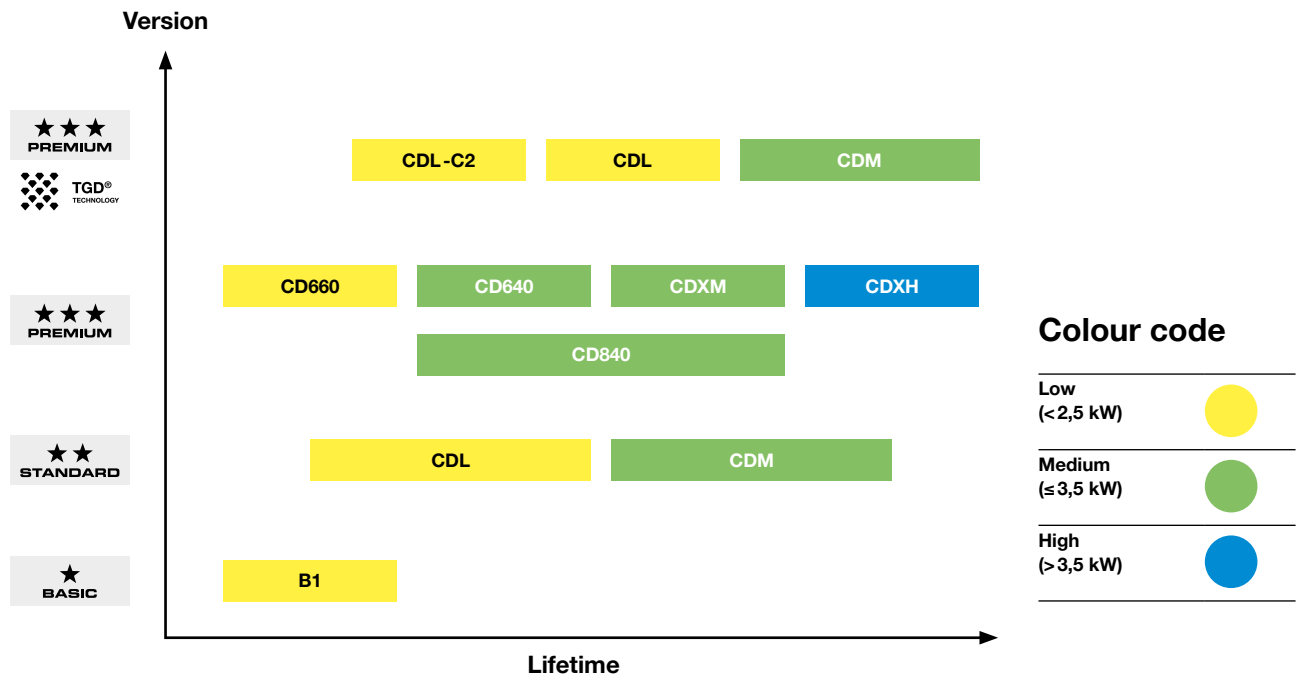 Version
PREMIUM
TGD®
TECHNOLOGY
CDL-C2
CDL
CDM
PREMIUM
CD660
CD640
CDXM
CDXH
CD840
STANDARD
CDL
CDM
BASIC
B1
Lifetime
Colour code
Low
(< 2,5 kW)
Medium
(≤ 3,5 kW)
High
(> 3,5 kW)